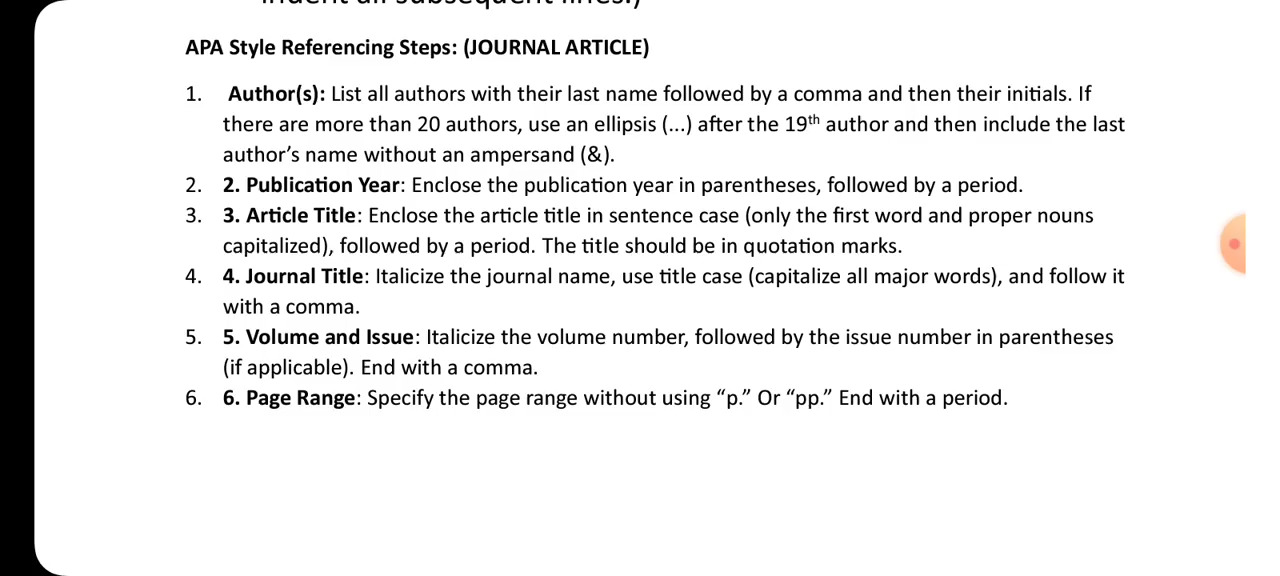 indent all subsequent lines.)
APA Style Referencing Steps: (JOURNAL ARTICLE)
1. Author(s): List all authors with their last name followed by a comma and then their initials. If
there are more than 20 authors, use an ellipsis (...) after the 19th author and then include the last
author’s name without an ampersand (&).
2. 2. Publication Year: Enclose the publication year in parentheses, followed by a period.
3. 3. Article Title: Enclose the article title in sentence case (only the first word and proper nouns
capitalized), followed by a period. The title should be in quotation marks.
4. 4. Journal Title: Italicize the journal name, use title case (capitalize all major words), and follow it
with a comma.
5. 5. Volume and Issue: Italicize the volume number, followed by the issue number in parentheses
(if applicable). End with a comma.
6. 6. Page Range: Specify the page range without using “p.” Or “pp.” End with a period.